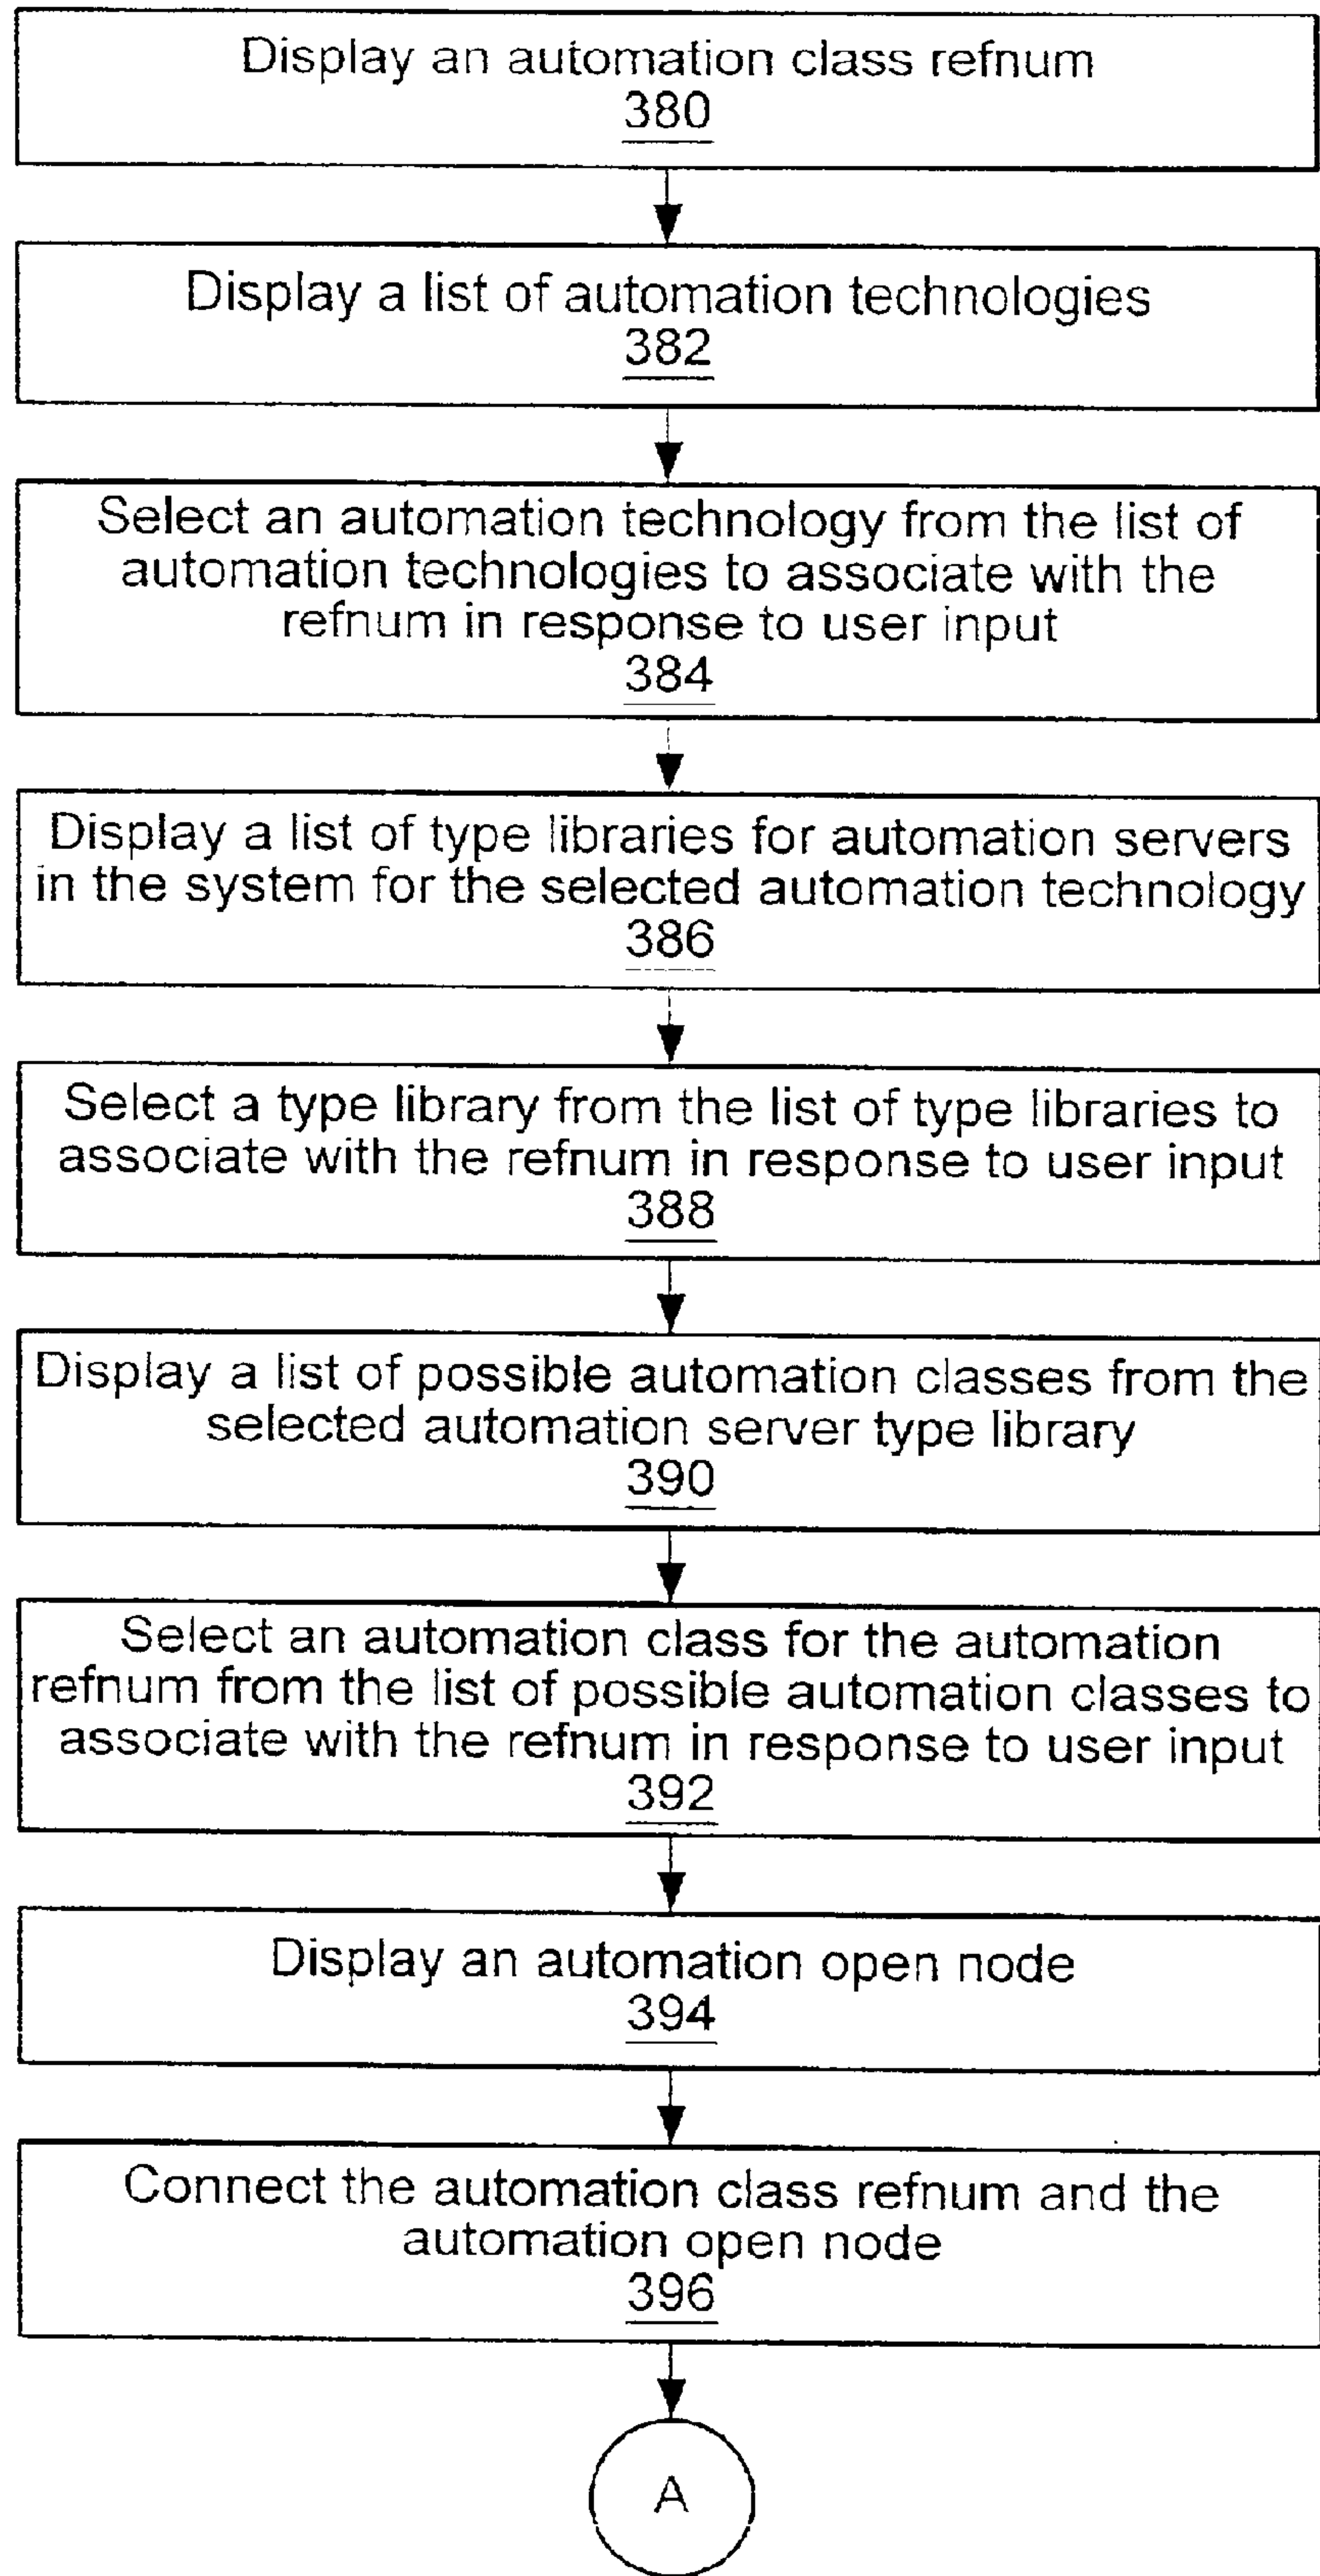 Display an automation class refnum
380
Display a list of automation technologies
382
Select an automation technology from the list of
automation technologies to associate with the
refnum in response to user input
384
Display a list of type libraries for automation servers
in the system for the selected automation technology
386
Select a type library from the list of type libraries to
associate with the refnum in response to user input
388
Display a list of possible automation classes from the
selected automation server type library
390
Select an automation class for the automation
refnum from the list of possible automation classes to
associate with the refnum in response to user input
392
Display an automation open node
394
Connect the automation class refnum and the
automation open node
396
A